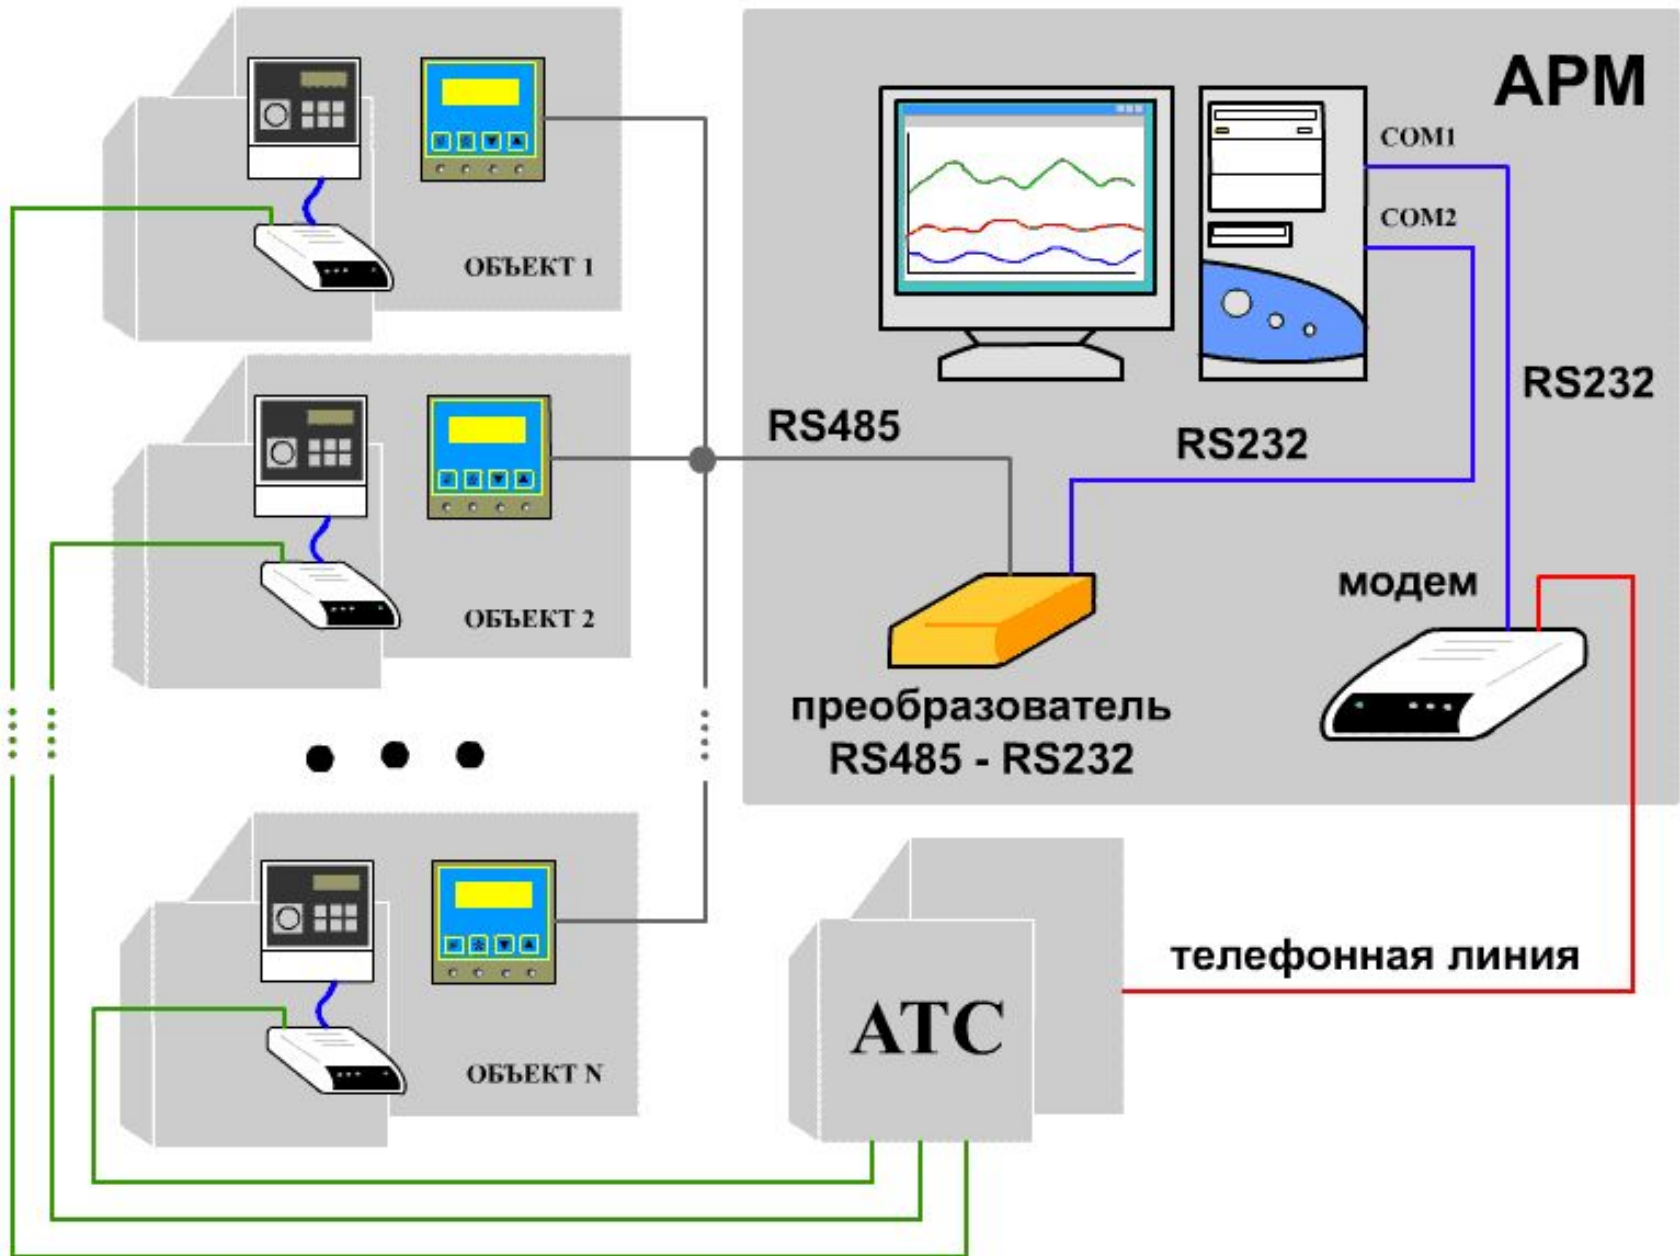 АРМ
COM1
COM2
ОБЪЕКТ 1
RS232
RS485
RS232
модем
ОБЪЕКТ 2
преобразователь
RS485 - RS232
телефонная линия
АТС
ОБЪЕКТ N